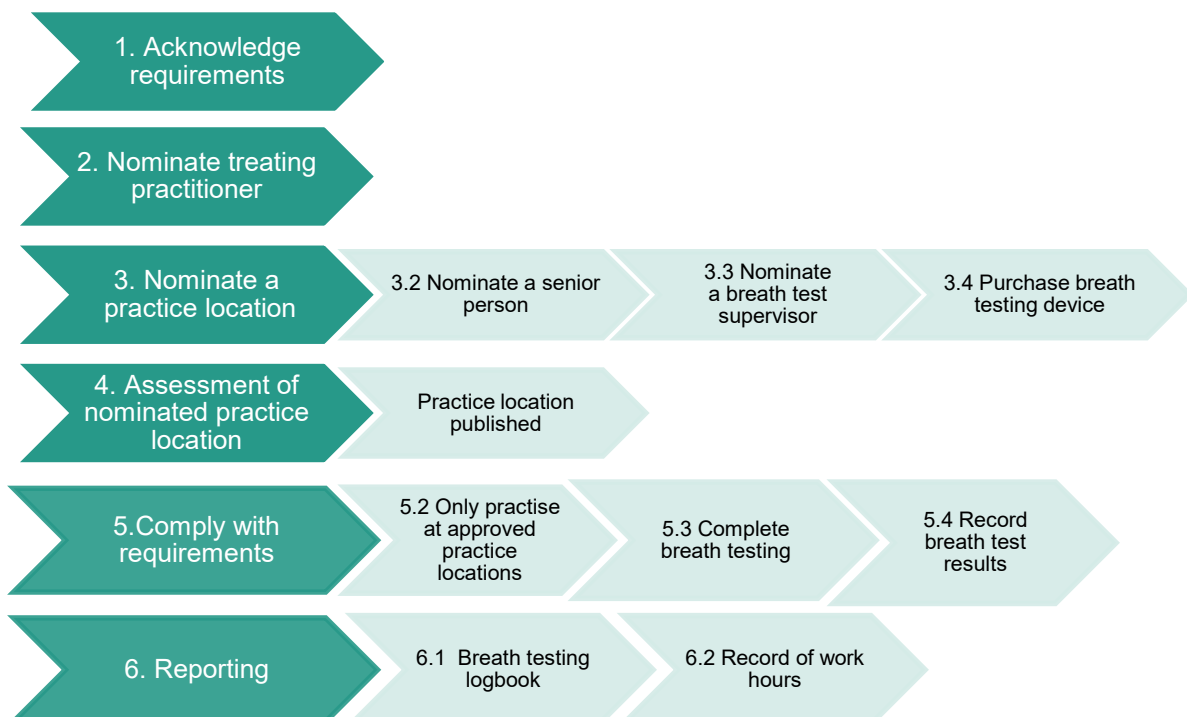 1. Acknowledge
requirements
2. Nominate treating
practitioner
3. Nominate a
practice location
3.2 Nominate a senior
person
3.3 Nominate
a breath test
supervisor
3.4 Purchase breath
testing device
4. Assessment of
nominated practice
location
Practice location
published
5.Comply with
requirements
5.2 Only practise
at approved
practice
locations
5.3 Complete
breath testing
5.4 Record
breath test
results
6. Reporting
6.1 Breath testing
logbook
6.2 Record of work
hours